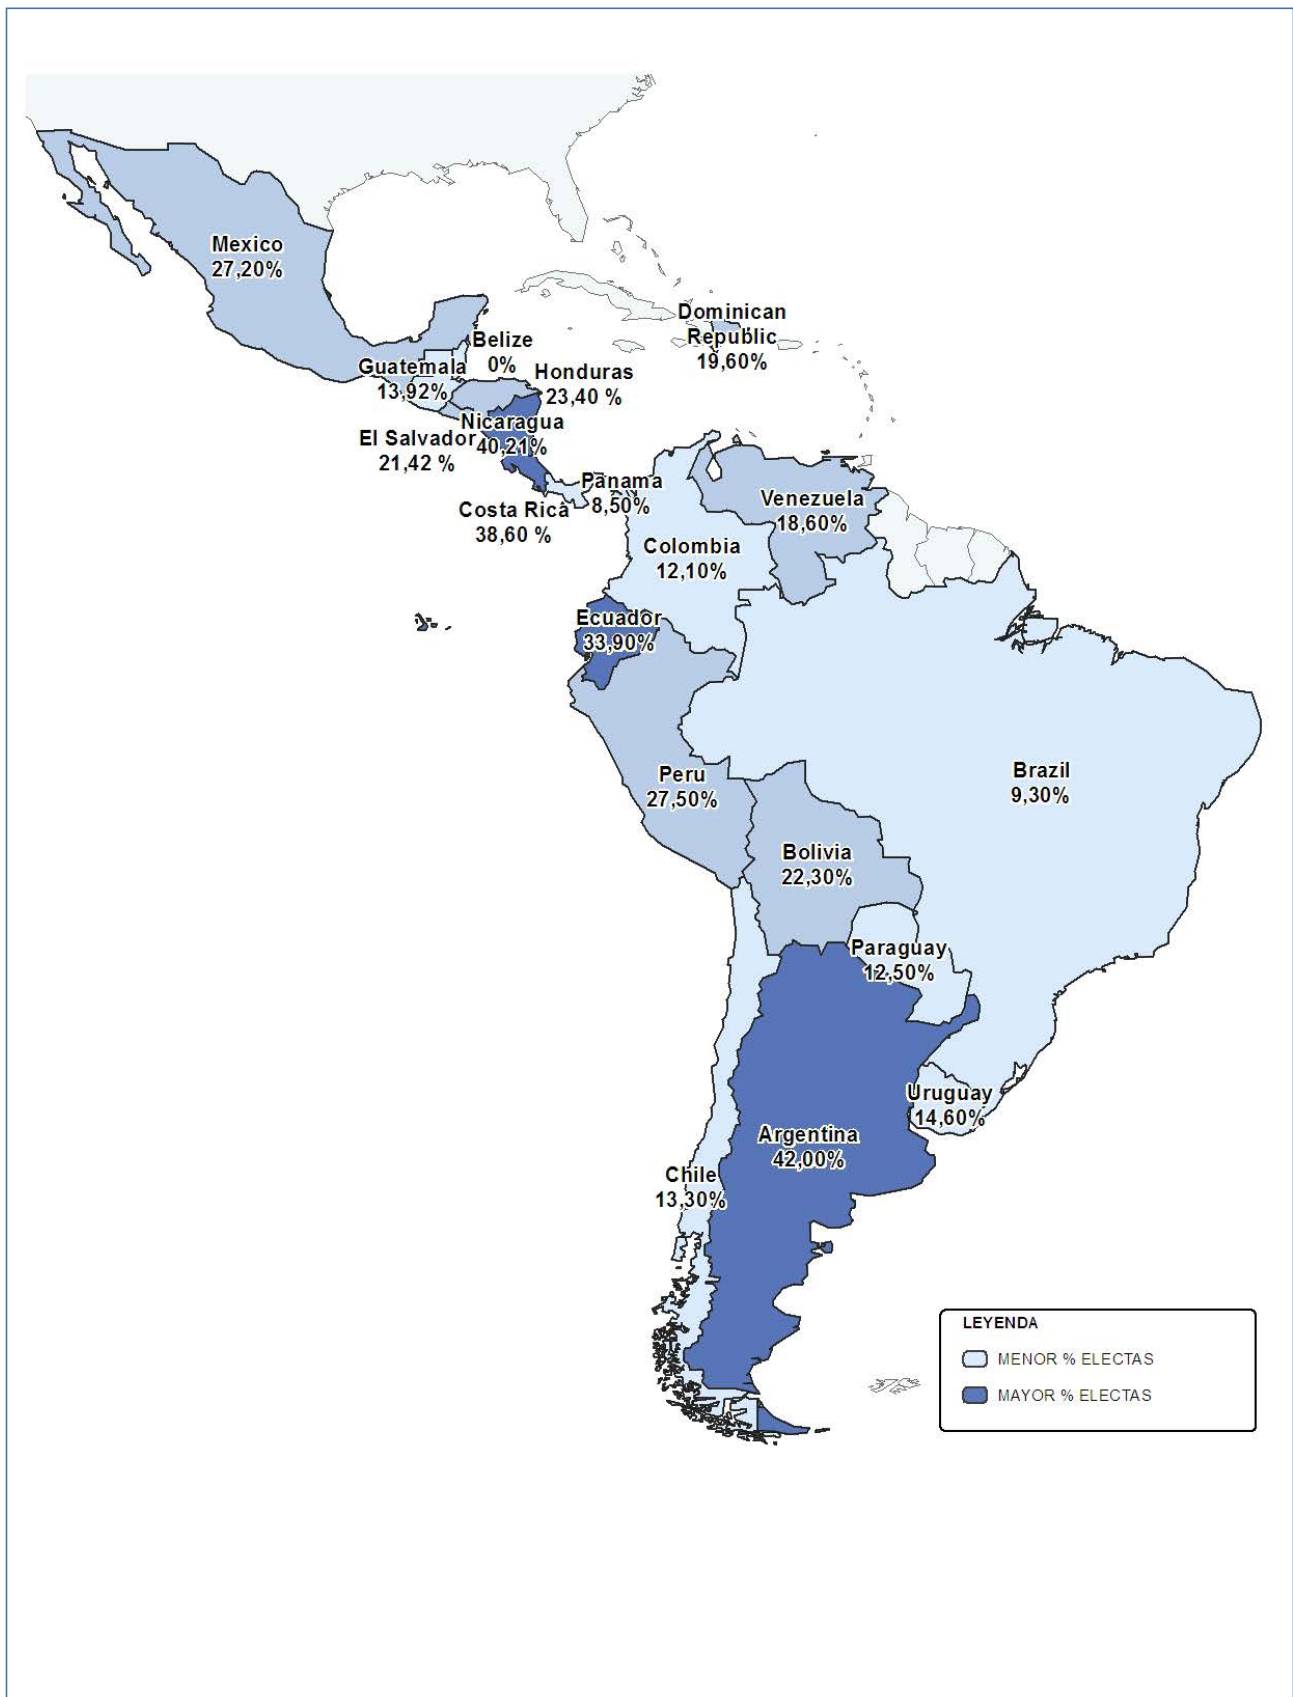 Mexico
27,20%
Dominican
Republic
19,60%
Belize
0%
Guatemala
13,92%
Honduras
23,40 %
Nicaragua
40,21%
El Salvador
21,42 %
Panama
8,50%
Costa Rica
38,60 %
Venezuela
18,60%
Colombia
12,10%
Ecuador
33,90%
Peru
27,50%
Brazil
9,30%
Bolivia
22,30%
Paraguay
12,50%
Uruguay
14,60%
Argentina
42,00%
Chile
13,30%
LEYENDA
MENOR % ELECTAS
MAYOR % ELECTAS